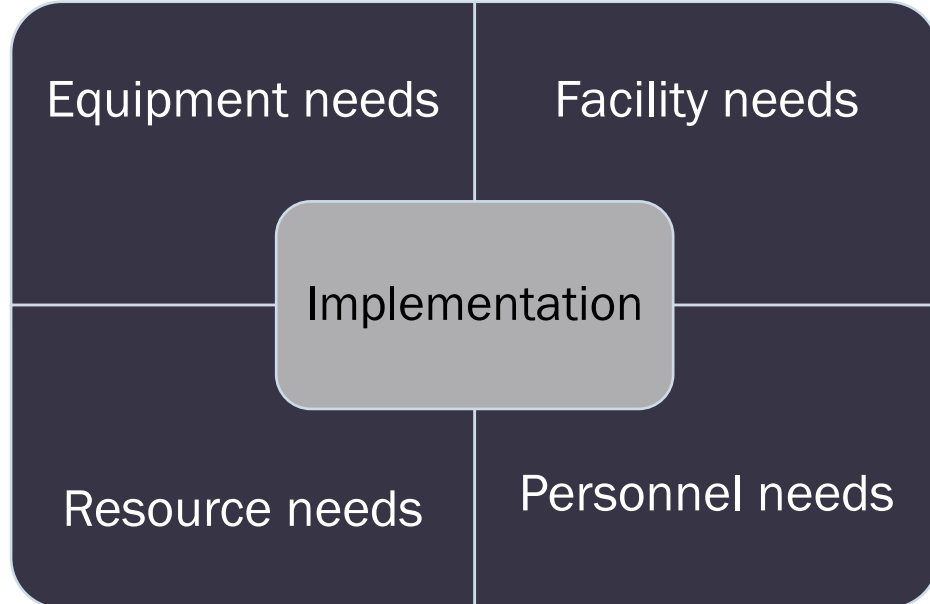 Equipment needs
Facility needs
Implementation
Resource needs
Personnel needs